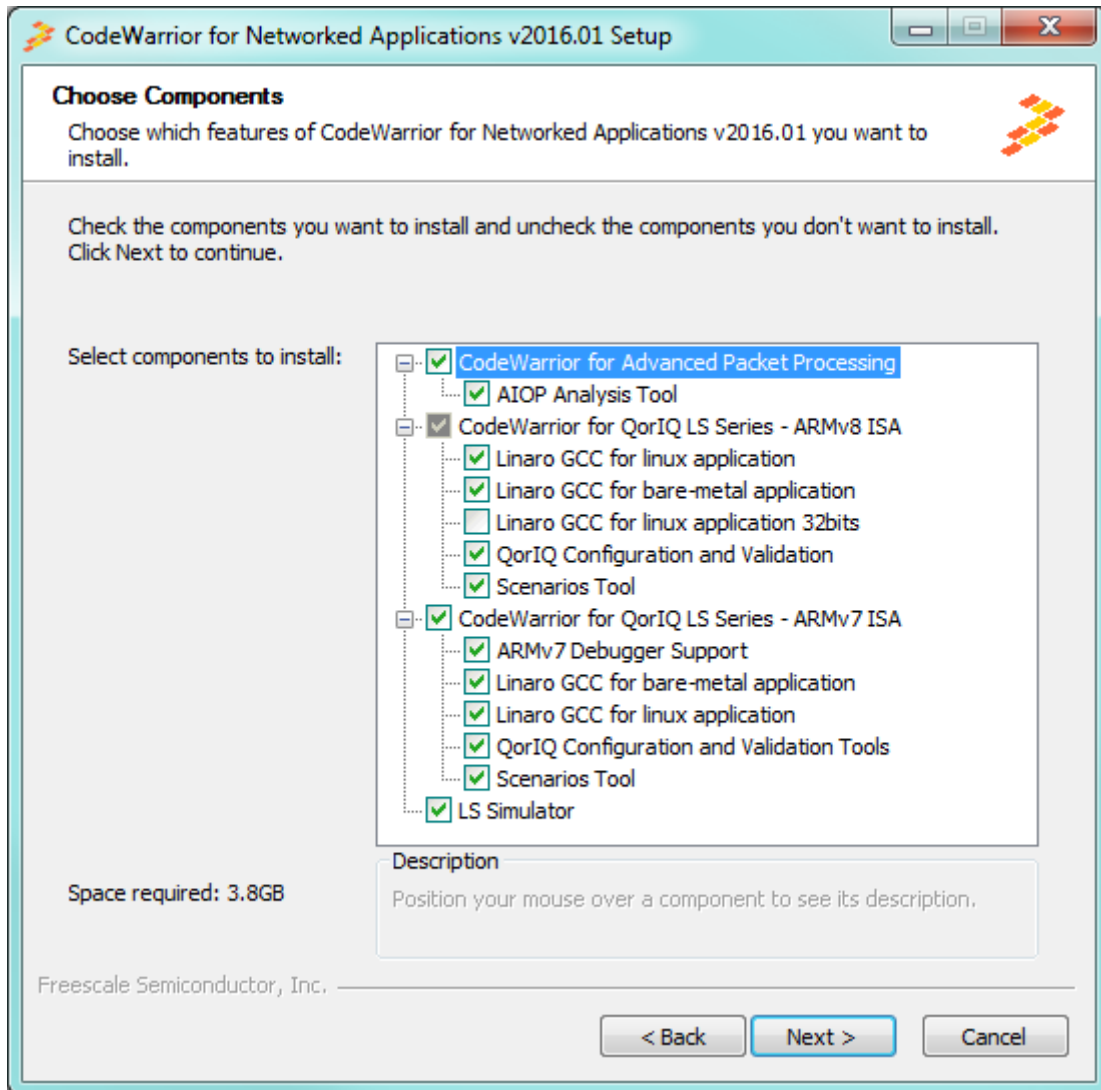 CodeWarrior for Networked Applications v2016.01 Setup
Choose Components
Choose which features of CodeWarrior for Networked Applications v2016.01 you want to
install.
Check the components you want to install and uncheck the components you don't want to install.
Click Next to continue.
Select components to install:
CodeWarrior for Advanced Packet Processing
AIOP Analysis Tool
CodeWarrior for QorIQ LS Series - ARMv8 ISA
Linaro GCC for linux application
Linaro GCC for bare-metal application
Linaro GCC for linux application 32bits
QorIQ Configuration and Validation
Scenarios Tool
CodeWarrior for QorIQ LS Series - ARMv7 ISA
ARMv7 Debugger Support
Linaro GCC for bare-metal application
Linaro GCC for linux application
QorIQ Configuration and Validation Tools
Scenarios Tool
LS Simulator
Space required: 3.8GB
Description
Position your mouse over a component to see its description.
Freescale Semiconductor, Inc.
< Back
Next >
Cancel